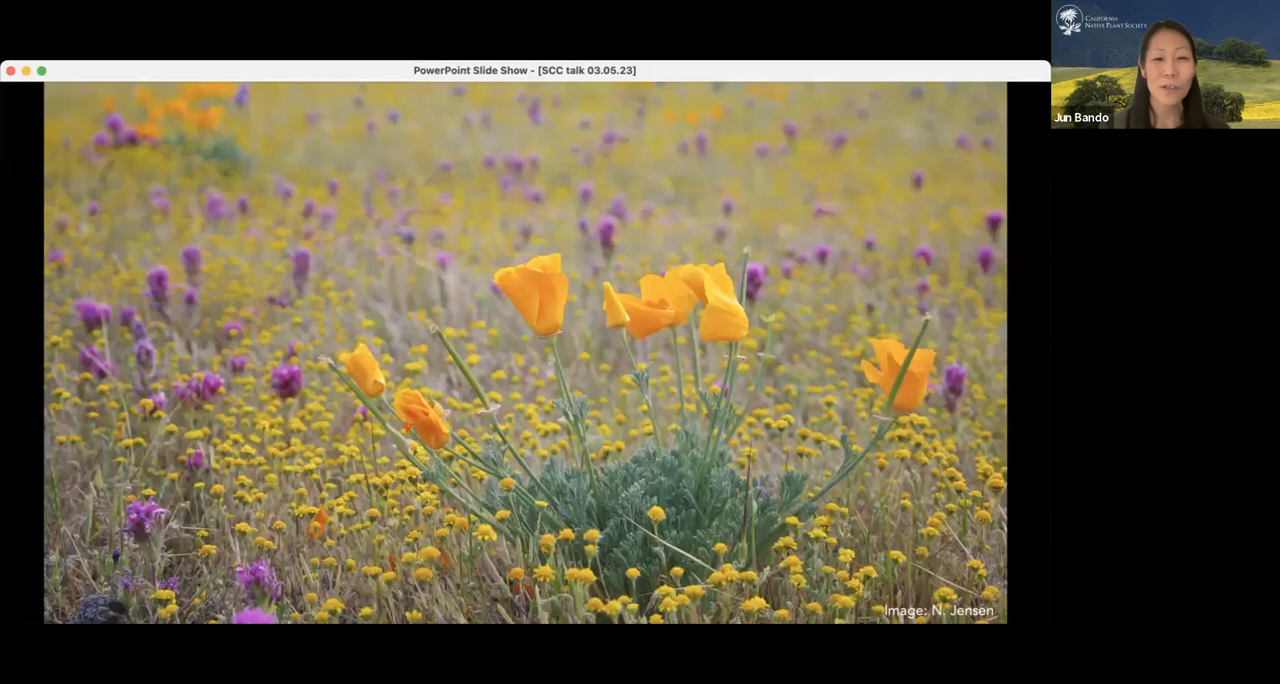 PowerPoint Slide Show - [SCC talk 03.05.23]
CALIFORNIA
NATIVE PLANT SOCIETY
Jun Bando
Image: N. Jensen